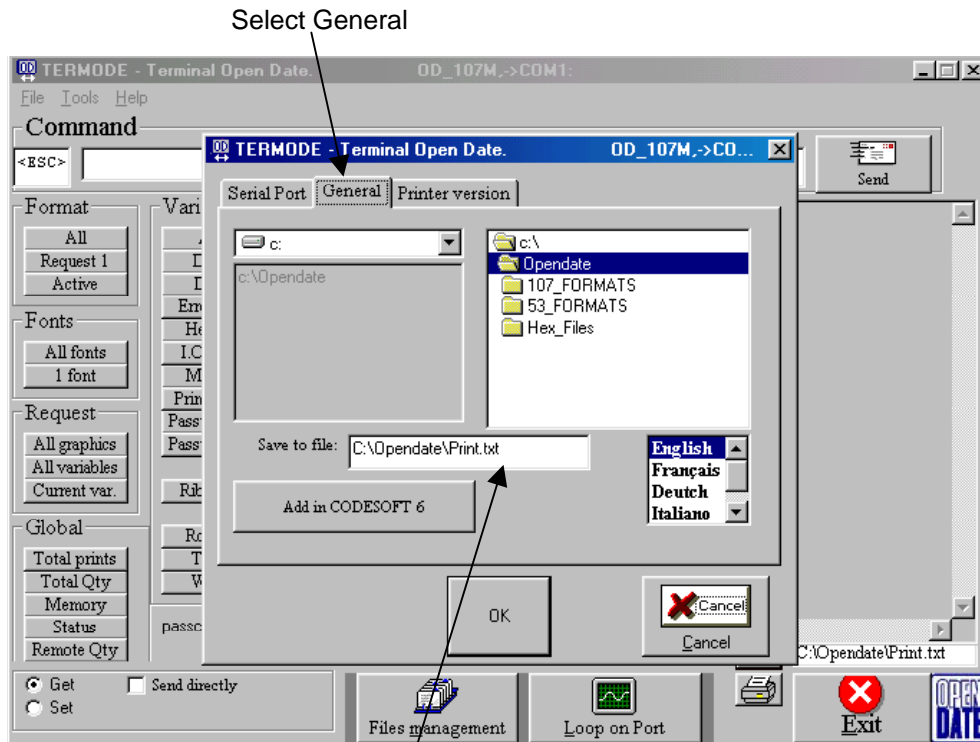 Select General
TERMODE - Terminal Open Date. OD_107M,->COM1:
File Tools Help
Command
<ESC>
Send
TERMODE - Terminal Open Date. OD_107M,->CO...
Serial Port General Printer version
Format
All
Request 1
Active
Fonts
All fonts
1 font
Request
All graphics
All variables
Current var.
Global
Total prints
Total Qty
Memory
Status
Remote Qty
c:
c:\Opendate
c:\
Opendate
107_FORMATS
53_FORMATS
Hex_Files
Save to file: C:\Opendate\Print.txt
English
Français
Deutch
Italiano
Add in CODESOFT 6
OK
Cancel
Cancel
C:\Opendate\Print.txt
Get
Set
Send directly
Files management
Loop on Port
Exit
OPEN
DATE